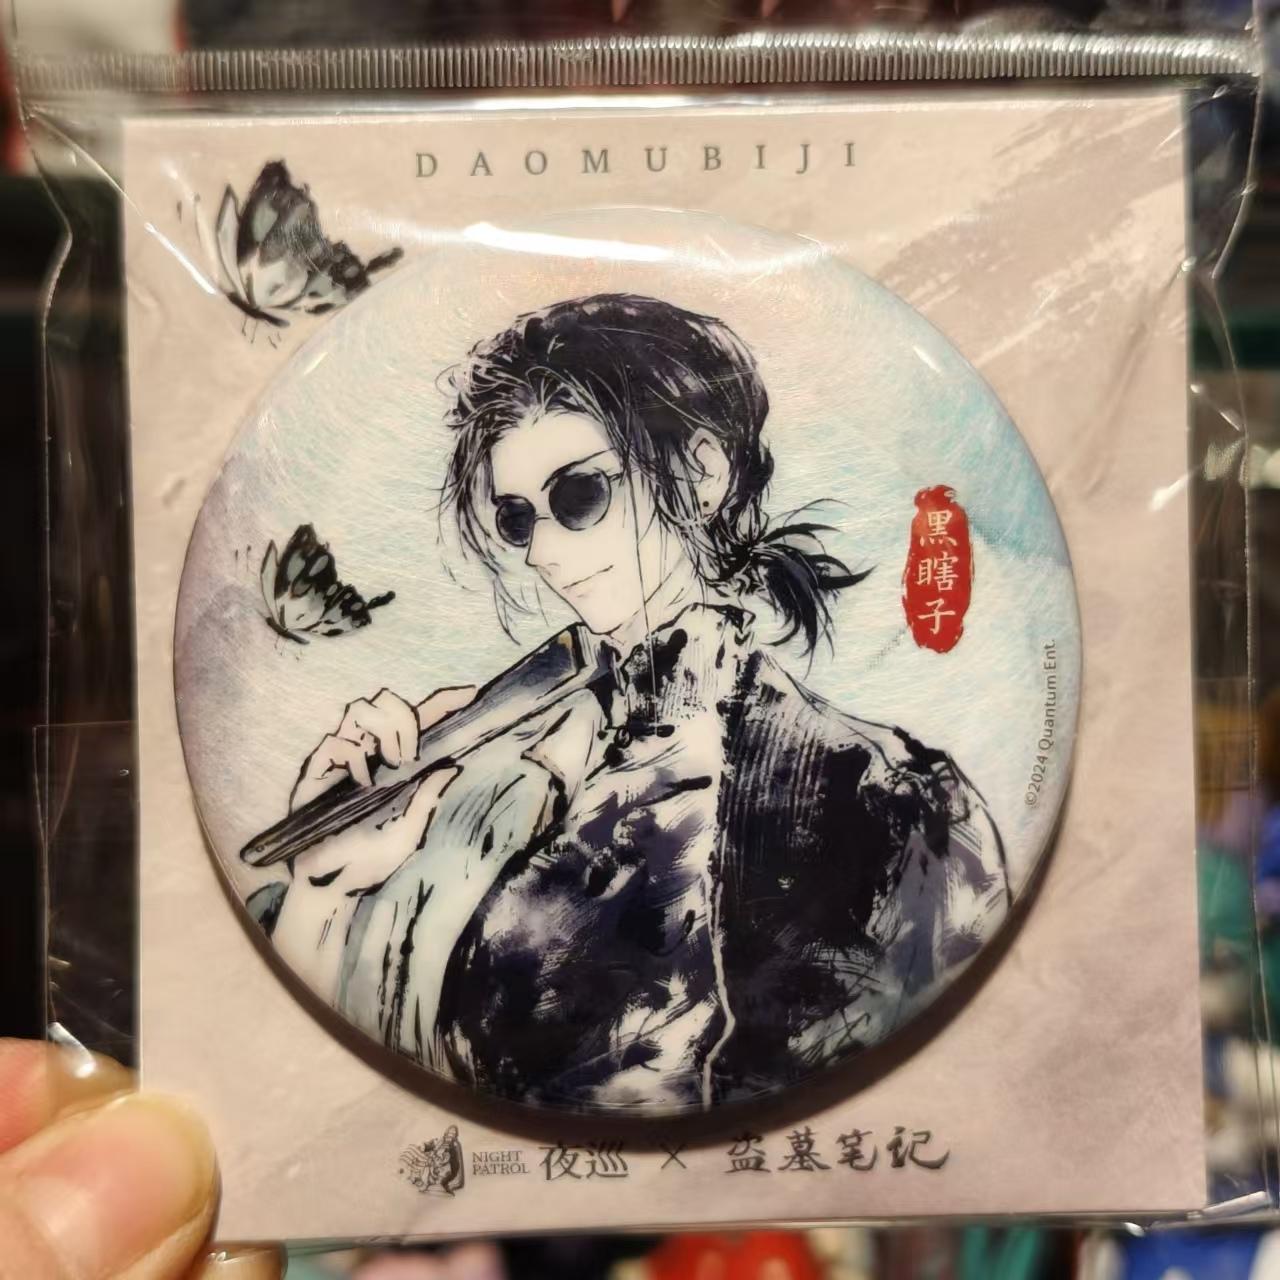 DAOMUBIJI
黑瞎子
©2024 Quantum Ent.
NIGHT
PATROL
夜巡 × 盗墓笔记